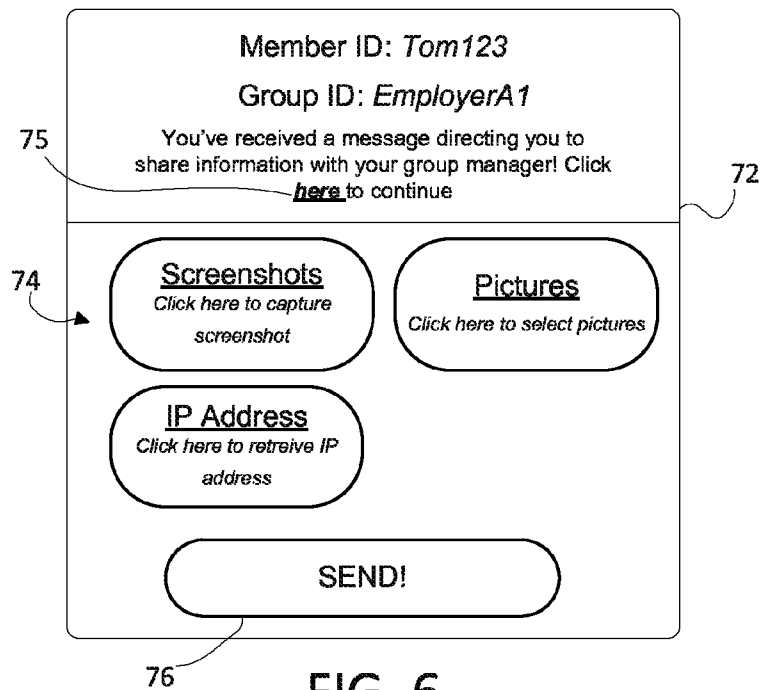 Member ID: Tom123
Group ID: EmployerA1
You've received a message directing you to
share information with your group manager! Click
here to continue
75
72
74
Screenshots
Click here to capture
screenshot
Pictures
Click here to select pictures
IP Address
Click here to retreive IP
address
SEND!
76
FIG. 6